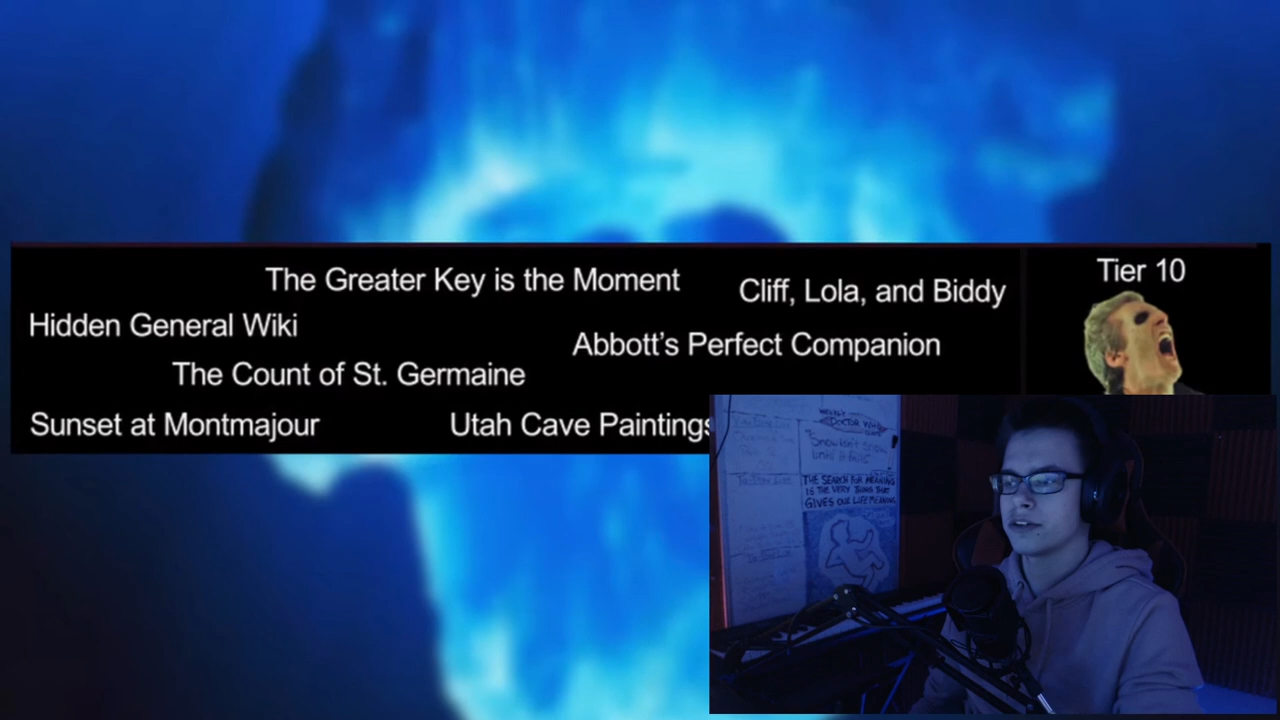 The Greater Key is the Moment
Cliff, Lola, and Biddy
Tier 10
Hidden General Wiki
Abbott's Perfect Companion
The Count of St. Germaine
Sunset at Montmajour
Utah Cave Paintings
DOCTOR WHO
THE SEARCH FOR MEANING
IS THE VERY THING THAT
GIVES OUR LIFE MEANING